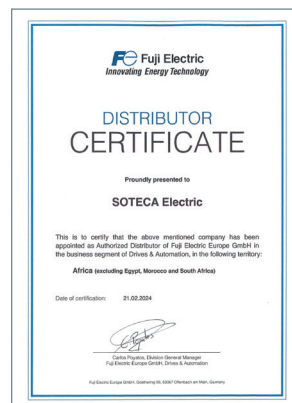 Fe Fuji Electric
Innovating Energy Technology
DISTRIBUTOR
CERTIFICATE
Proundly presented to
SOTECA Electric
This is to certify that the above mentioned company has been
appointed as Authorized Distributor of Fuji Electric Europe GmbH in
the business segment of Drives & Automation, in the following territory:
Africa (excluding Egypt, Morocco and South Africa)
Date of certification: 21.02.2024
Carlos Poyatos, Division General Manager
Fuji Electric Europe GmbH, Drives & Automation
Fuji Electric Europe GmbH, Goethering 58, 63067 Offenbach am Main, Germany